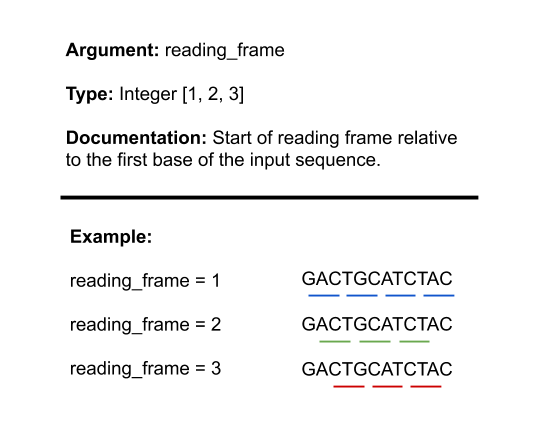 Argument: reading_frame
Type: Integer [1, 2, 3]
Documentation: Start of reading frame relative
to the first base of the input sequence.
Example:
reading_frame = 1 GACTGCATCTAC
reading_frame = 2 GACTGCATCTAC
reading_frame = 3 GACTGCATCTAC